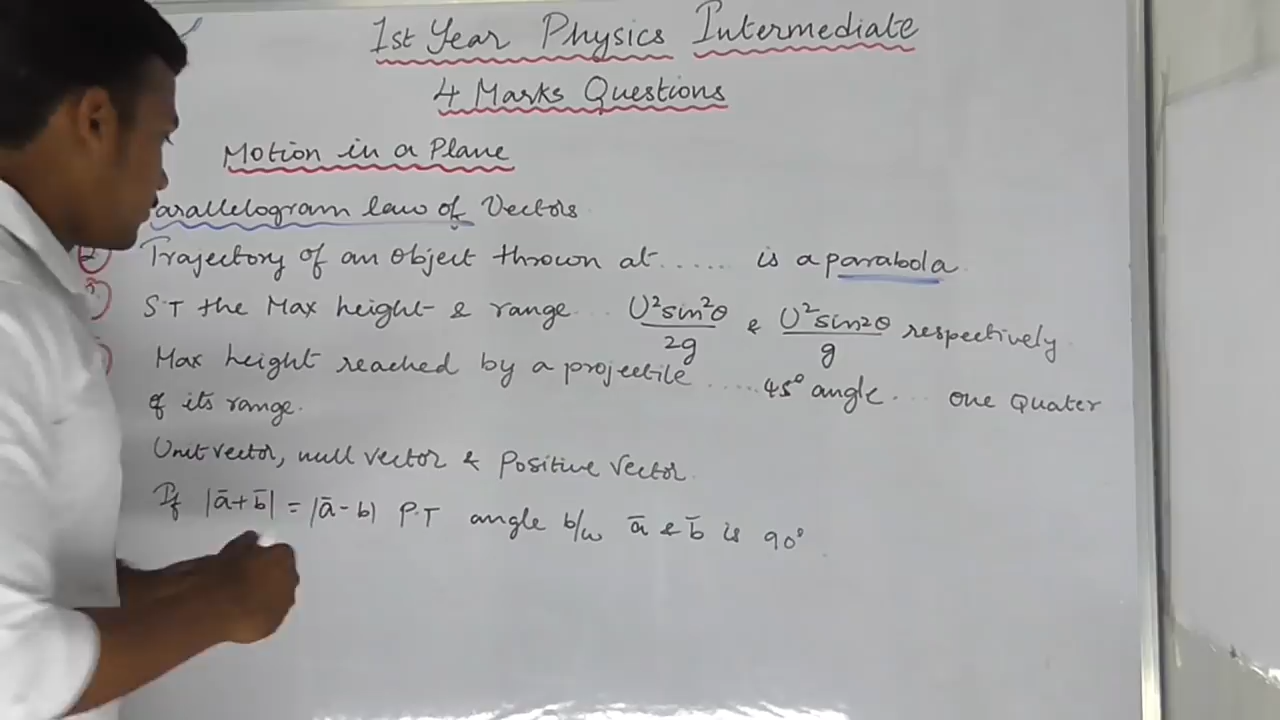 1st Year Physics Intermediate
4 Marks Questions
Motion in a Plane
arallelogram law of Vectors
2 Trajectory of an object thrown at ...... is a parabola.
S.T the Max height & range... U²sin²θ/2g & U²sin2θ/g respectively
Max height reached by a projectile ..... 45° angle... one Quater
of its range.
Unit vector, null vector & Positive Vector.
If |a̅+b̅| = |a̅-b| P.T angle b/w a̅ & b̅ is 90°